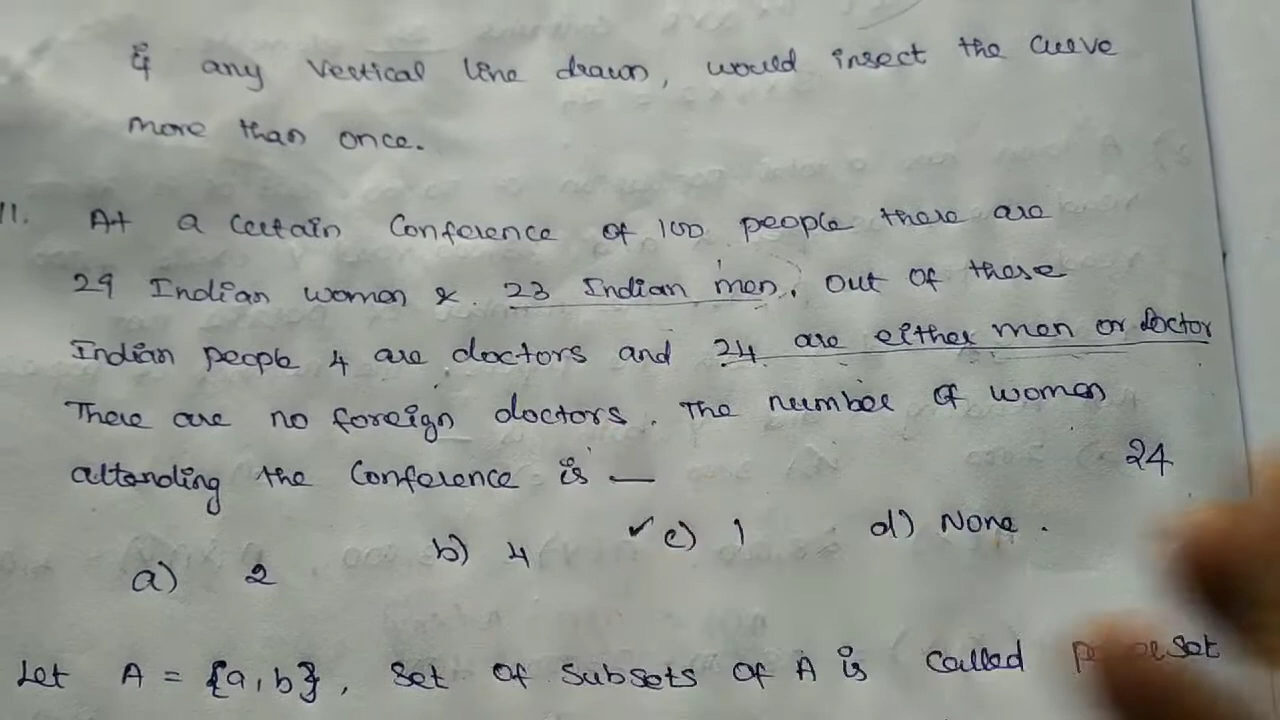 if any vertical line drawn, would insect the curve
more than once.
11. At a certain Conference of 100 people there are
29 Indian women & 23 Indian men. Out of these
Indian people 4 are doctors and 24 are either men or doctor
There are no foreign doctors. The number of women
attending the Conference is —
24
a) 2 b) 4 ✓c) 1 d) None.
Let A = {a, b}, Set of Subsets of A is called